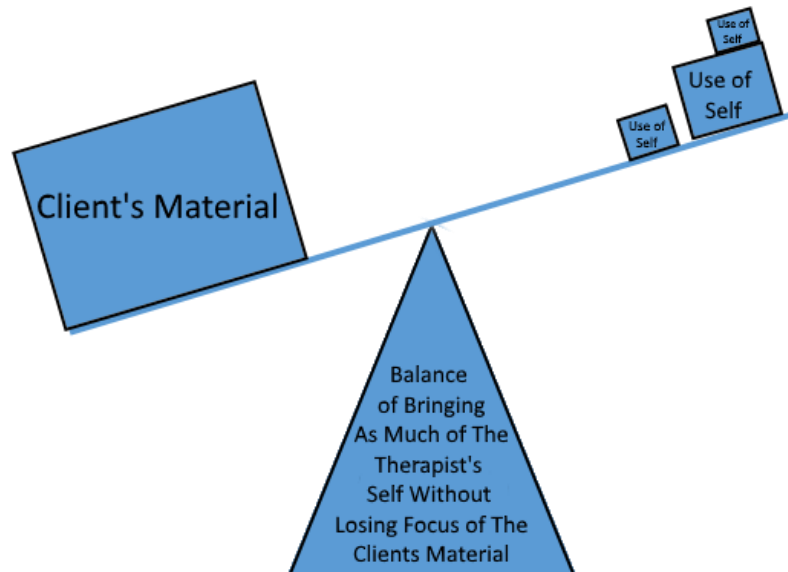 Client's Material
Use of
Self
Use of
Self
Use of
Self
Balance
of Bringing
As Much of The
Therapist's
Self Without
Losing Focus of The
Clients Material